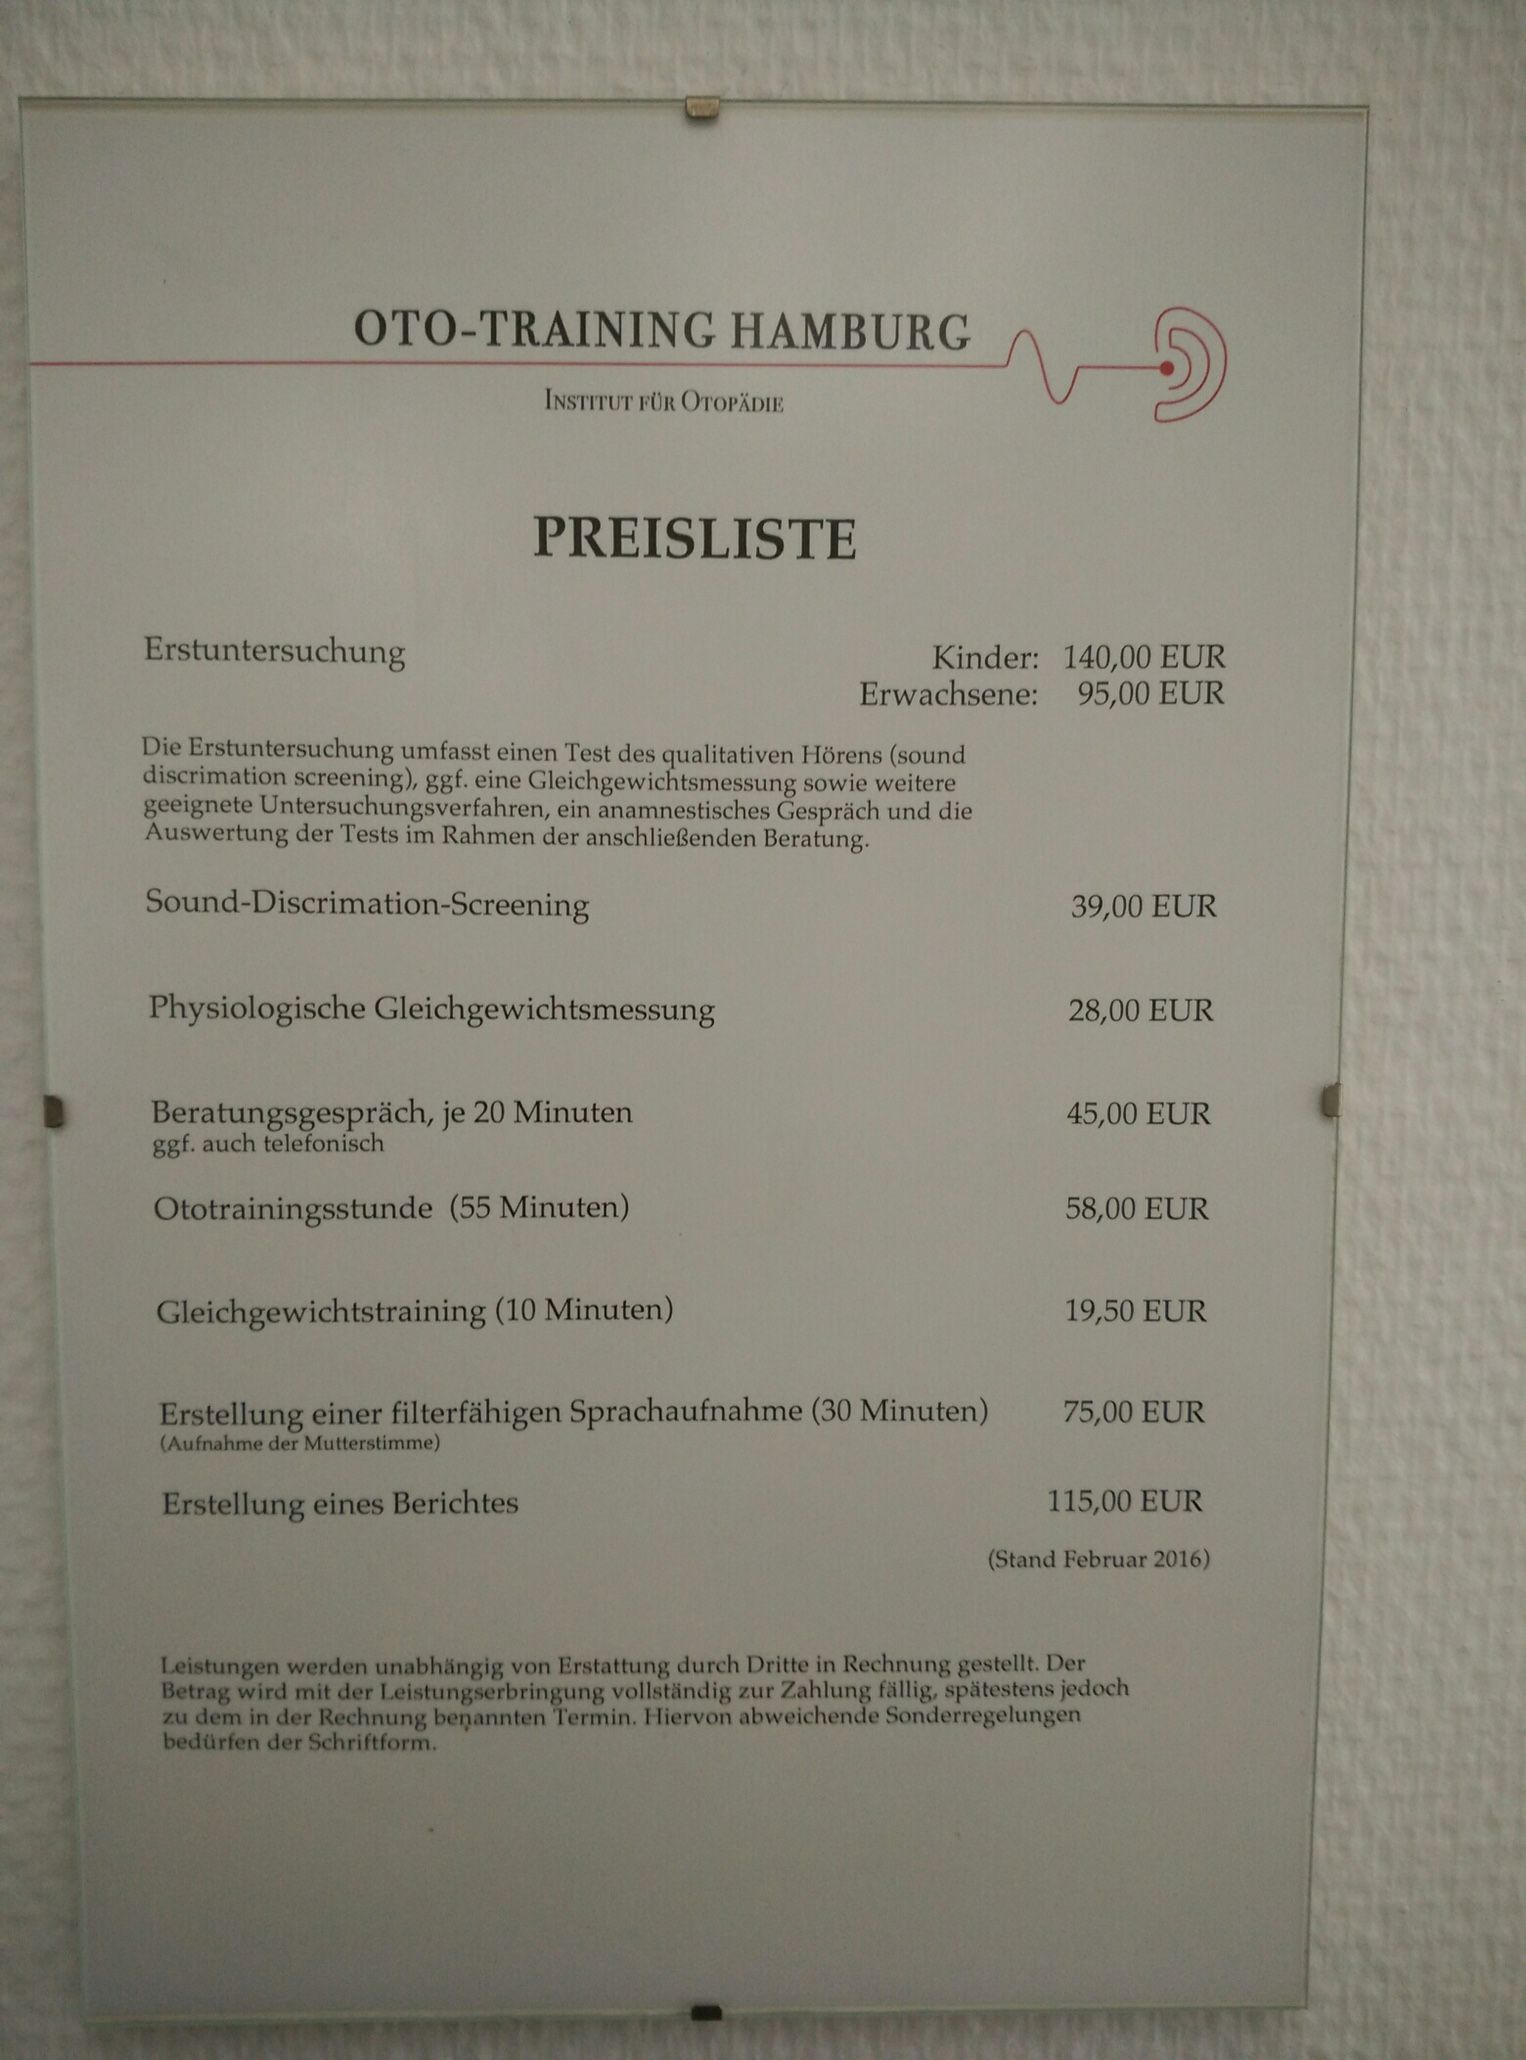 OTO-TRAINING HAMBURG
INSTITUT FÜR OTOPÄDIE
PREISLISTE
Erstuntersuchung Kinder: 140,00 EUR
Erwachsene: 95,00 EUR
Die Erstuntersuchung umfasst einen Test des qualitativen Hörens (sound
discrimation screening), ggf. eine Gleichgewichtsmessung sowie weitere
geeignete Untersuchungsverfahren, ein anamnestisches Gespräch und die
Auswertung der Tests im Rahmen der anschließenden Beratung.
Sound-Discrimation-Screening 39,00 EUR
Physiologische Gleichgewichtsmessung 28,00 EUR
Beratungsgespräch, je 20 Minuten 45,00 EUR
ggf. auch telefonisch
Ototrainingsstunde (55 Minuten) 58,00 EUR
Gleichgewichtstraining (10 Minuten) 19,50 EUR
Erstellung einer filterfähigen Sprachaufnahme (30 Minuten) 75,00 EUR
(Aufnahme der Mutterstimme)
Erstellung eines Berichtes 115,00 EUR
(Stand Februar 2016)
Leistungen werden unabhängig von Erstattung durch Dritte in Rechnung gestellt. Der
Betrag wird mit der Leistungserbringung vollständig zur Zahlung fällig, spätestens jedoch
zu dem in der Rechnung benannten Termin. Hiervon abweichende Sonderregelungen
bedürfen der Schriftform.